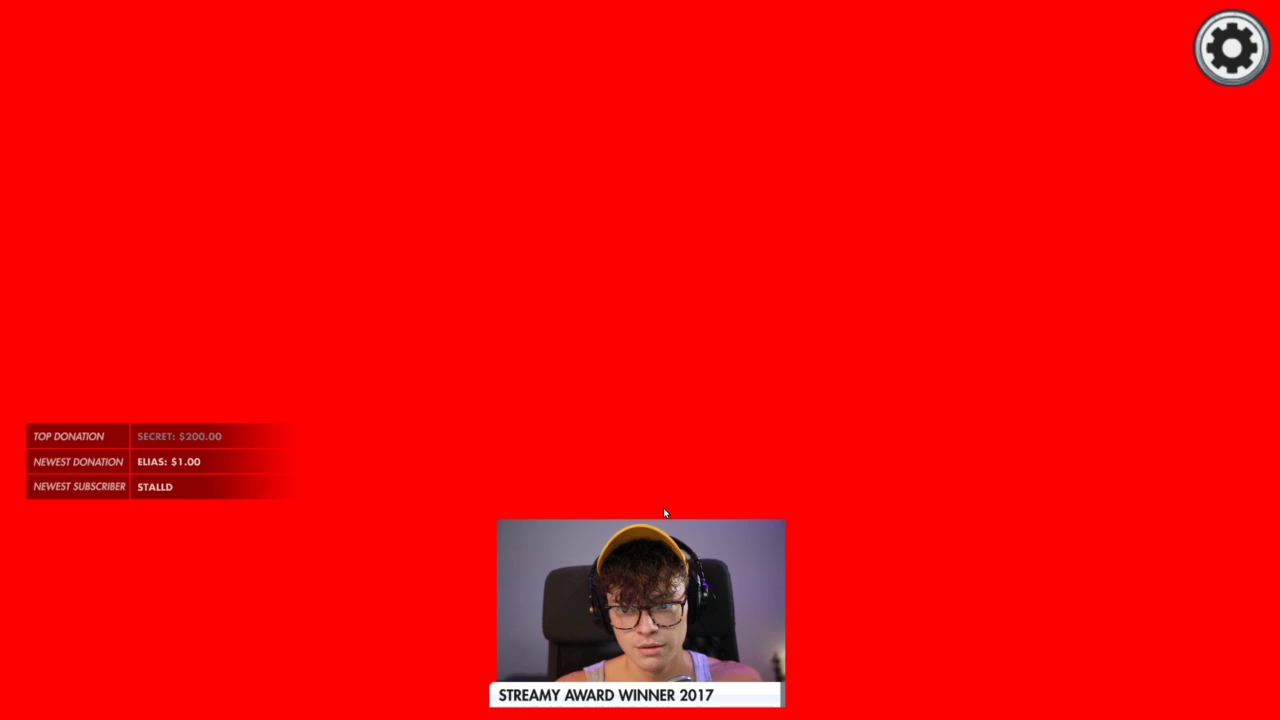 TOP DONATION SECRET: $200.00
NEWEST DONATION ELIAS: $1.00
NEWEST SUBSCRIBER STALLD
STREAMY AWARD WINNER 2017